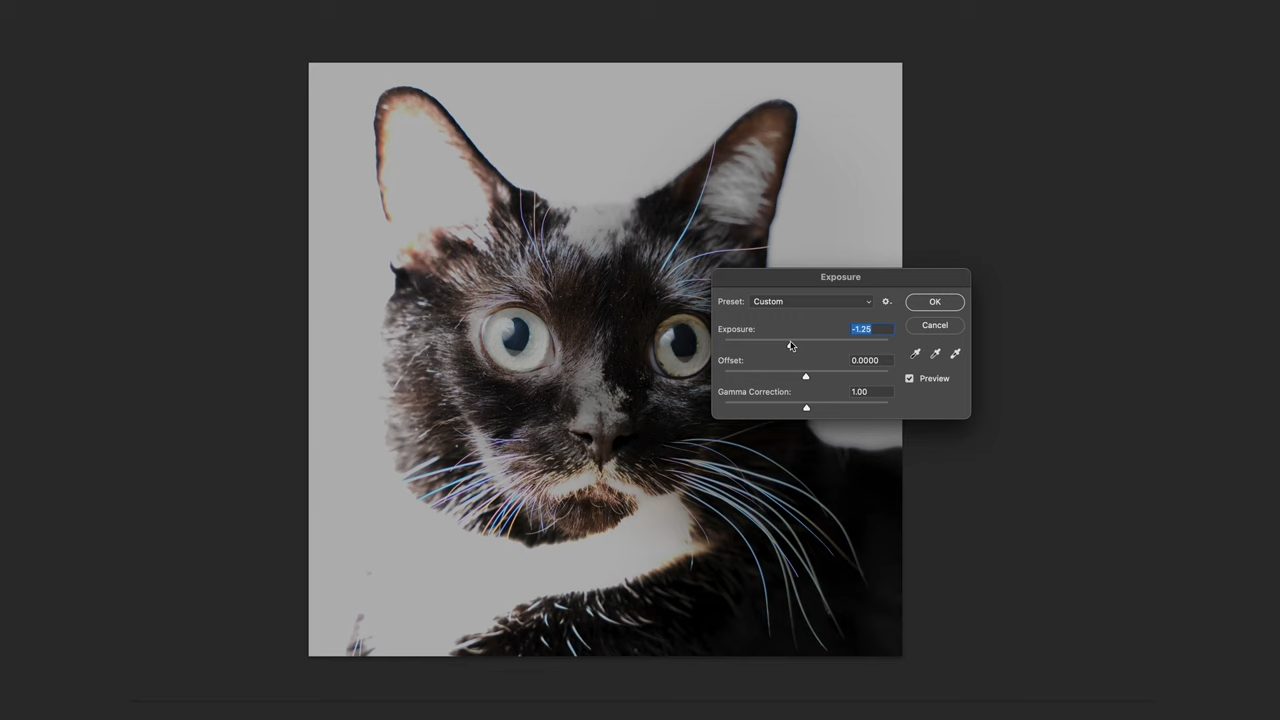 Exposure
Preset: Custom
OK
Exposure: -1.25
Cancel
Offset: 0.0000
Preview
Gamma Correction: 1.00